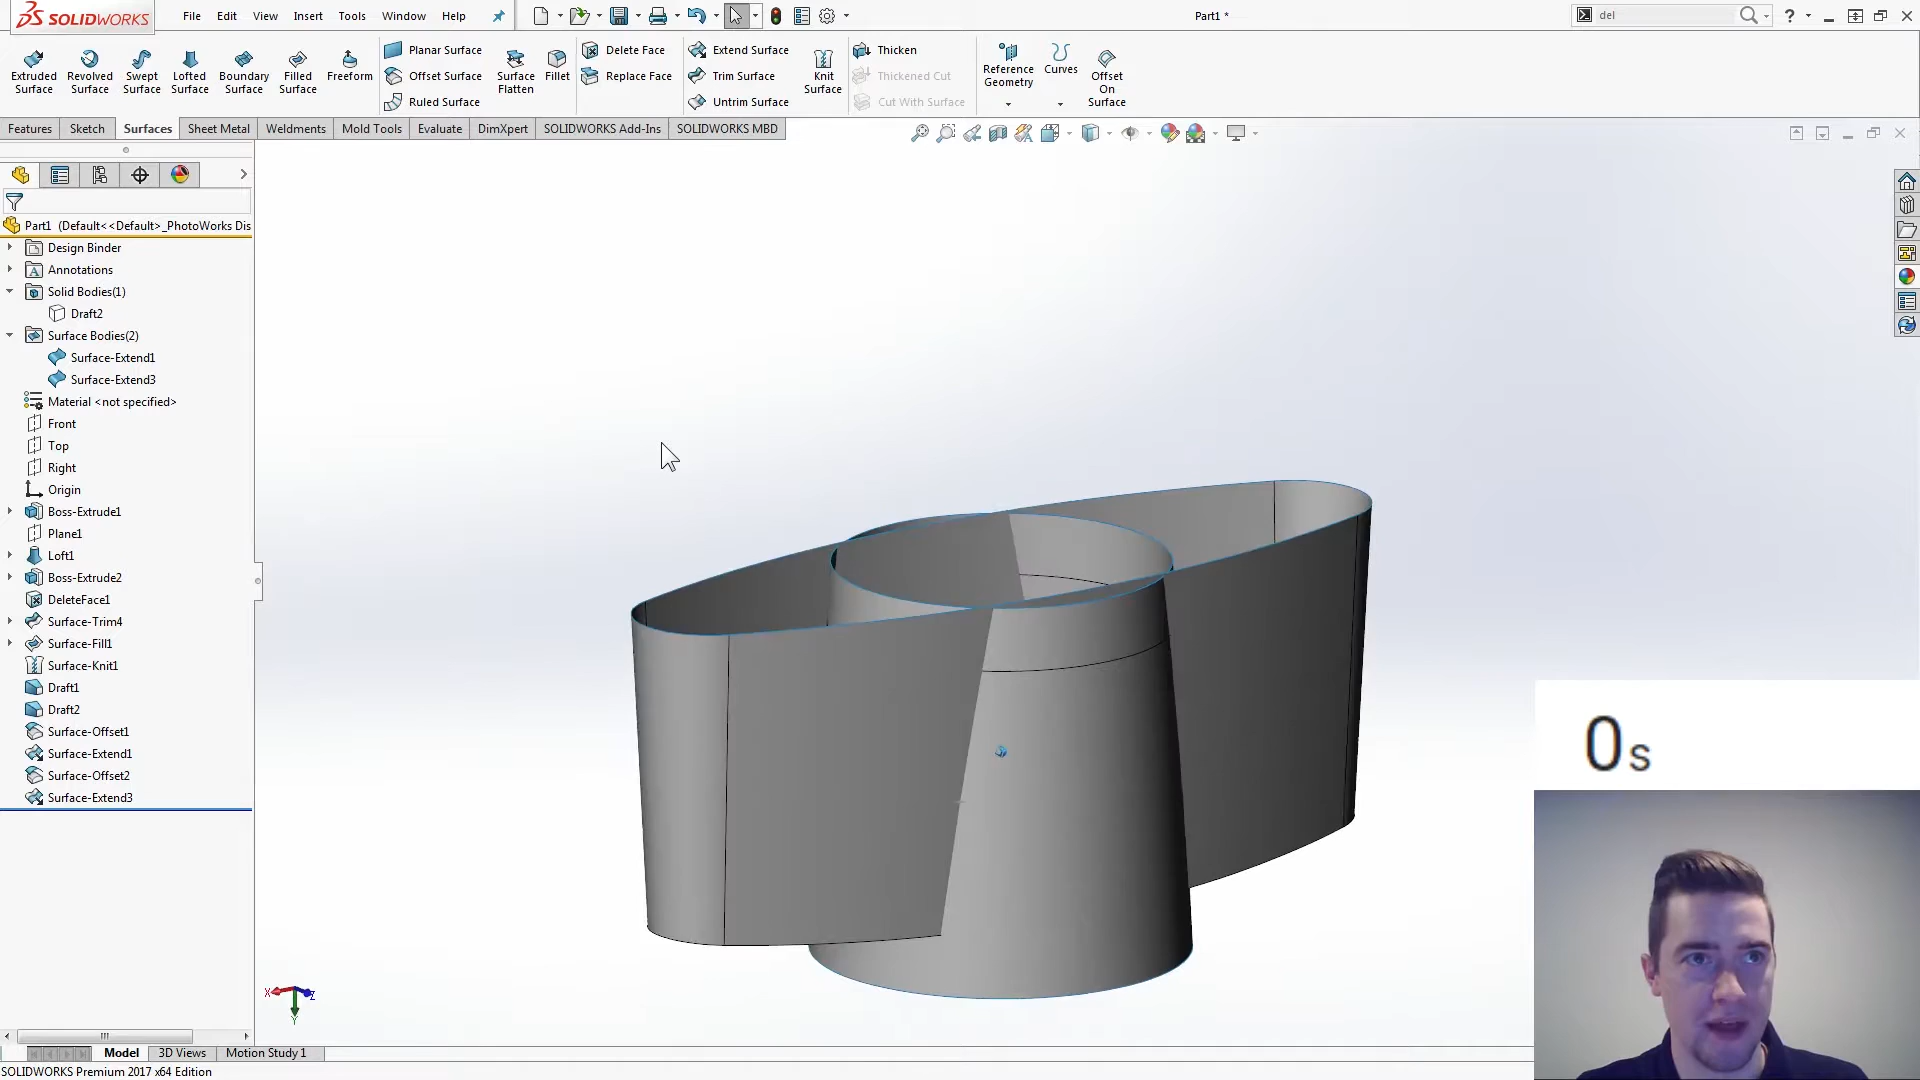 SOLIDWORKS
File Edit View Insert Tools Window Help
Part1 *
del
Extruded Surface
Revolved Surface
Swept Surface
Lofted Surface
Boundary Surface
Filled Surface
Freeform
Planar Surface
Offset Surface
Ruled Surface
Surface Flatten
Fillet
Delete Face
Replace Face
Extend Surface
Trim Surface
Untrim Surface
Knit Surface
Thicken
Thickened Cut
Cut With Surface
Reference Geometry
Curves
Offset On Surface
Features Sketch Surfaces Sheet Metal Weldments Mold Tools Evaluate DimXpert SOLIDWORKS Add-Ins SOLIDWORKS MBD
Part1 (Default<<Default>_PhotoWorks Dis
Design Binder
Annotations
Solid Bodies(1)
Draft2
Surface Bodies(2)
Surface-Extend1
Surface-Extend3
Material <not specified>
Front
Top
Right
Origin
Boss-Extrude1
Plane1
Loft1
Boss-Extrude2
DeleteFace1
Surface-Trim4
Surface-Fill1
Surface-Knit1
Draft1
Draft2
Surface-Offset1
Surface-Extend1
Surface-Offset2
Surface-Extend3
0s
X Z
Y
Model 3D Views Motion Study 1
SOLIDWORKS Premium 2017 x64 Edition